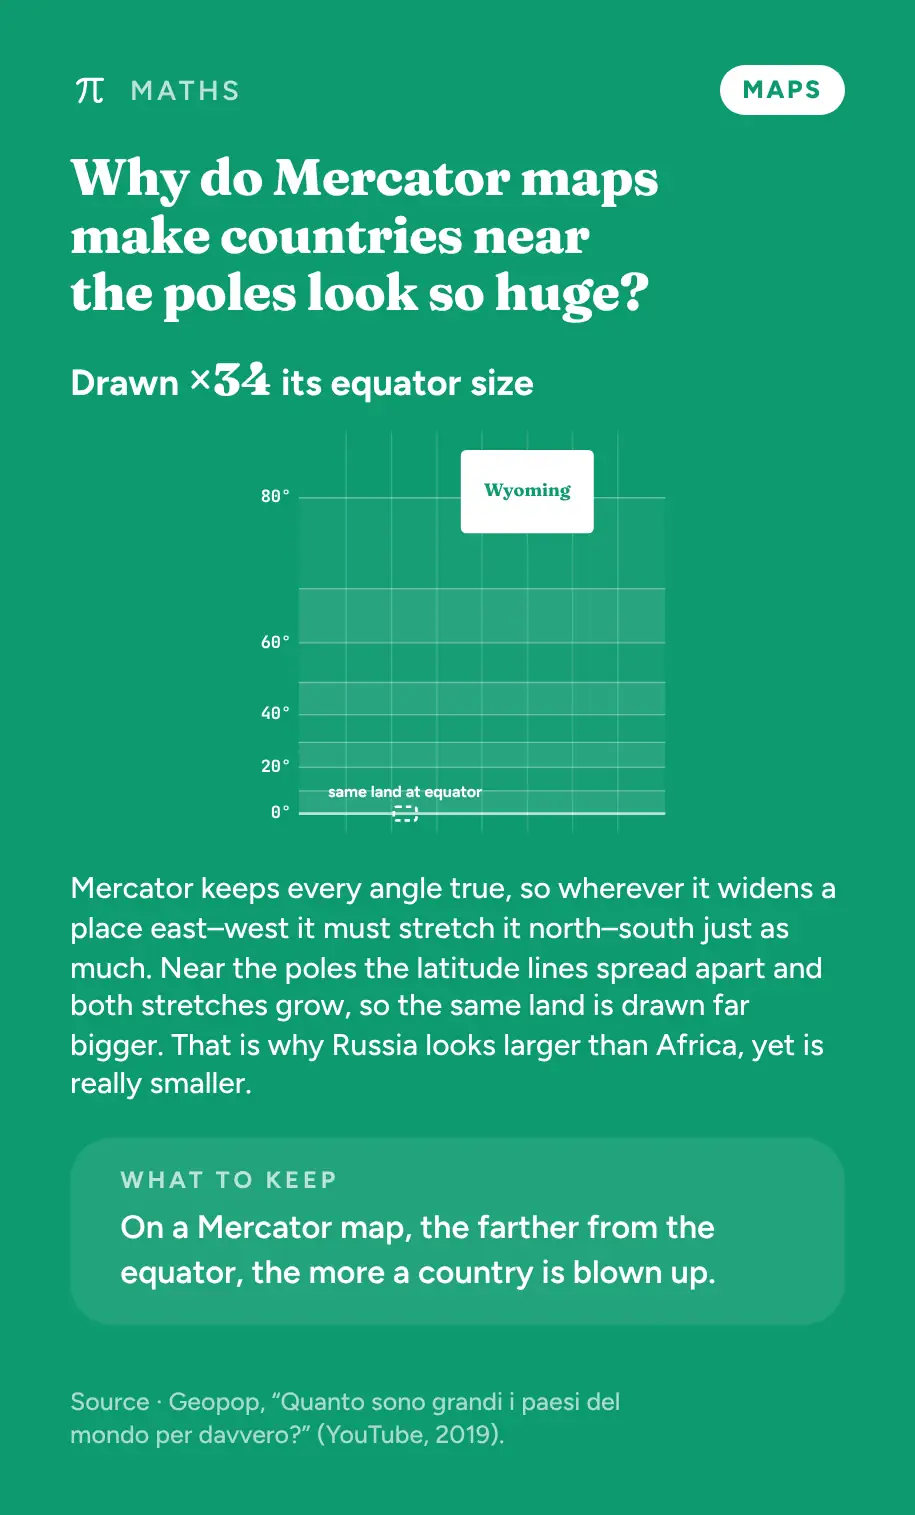 π MATHS
MAPS
Why do Mercator maps
make countries near
the poles look so huge?
Drawn ×34 its equator size
Wyoming
80°
60°
40°
20°
same land at equator
0°
Mercator keeps every angle true, so wherever it widens a
place east–west it must stretch it north–south just as
much. Near the poles the latitude lines spread apart and
both stretches grow, so the same land is drawn far
bigger. That is why Russia looks larger than Africa, yet is
really smaller.
WHAT TO KEEP
On a Mercator map, the farther from the
equator, the more a country is blown up.
Source · Geopop, “Quanto sono grandi i paesi del
mondo per davvero?” (YouTube, 2019).